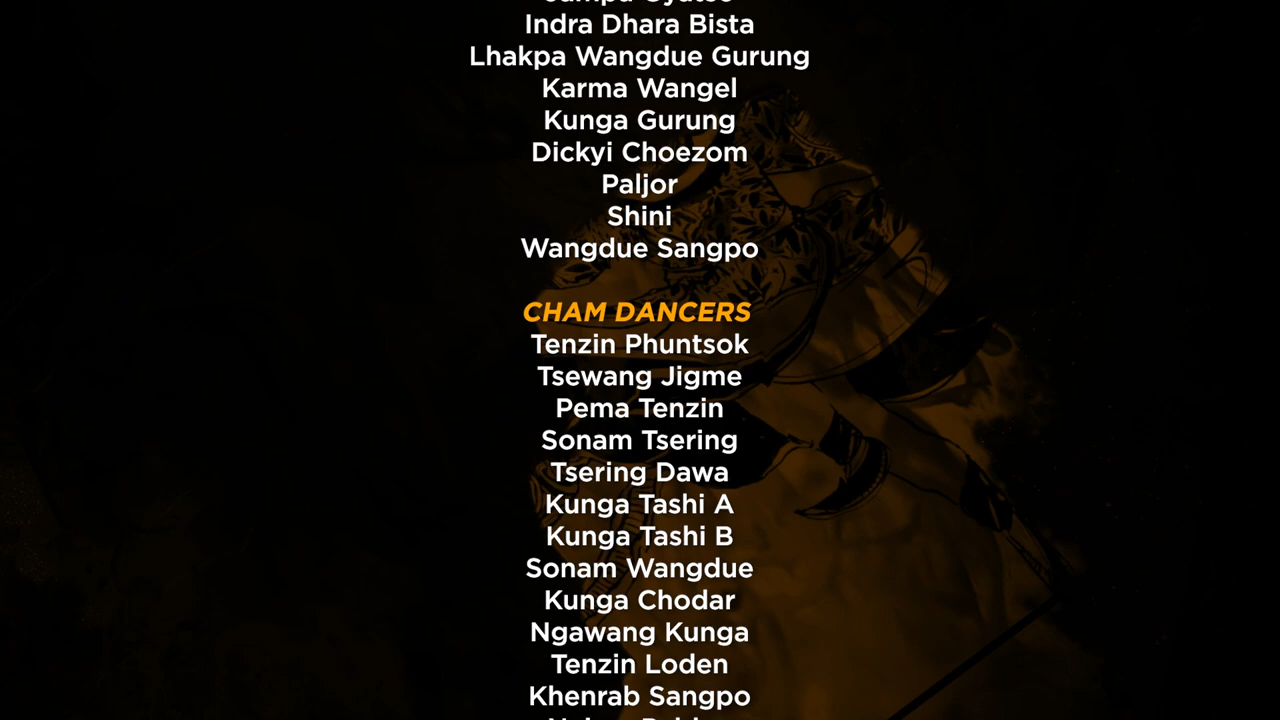 Indra Dhara Bista
Lhakpa Wangdue Gurung
Karma Wangel
Kunga Gurung
Dickyi Choezom
Paljor
Shini
Wangdue Sangpo
CHAM DANCERS
Tenzin Phuntsok
Tsewang Jigme
Pema Tenzin
Sonam Tsering
Tsering Dawa
Kunga Tashi A
Kunga Tashi B
Sonam Wangdue
Kunga Chodar
Ngawang Kunga
Tenzin Loden
Khenrab Sangpo